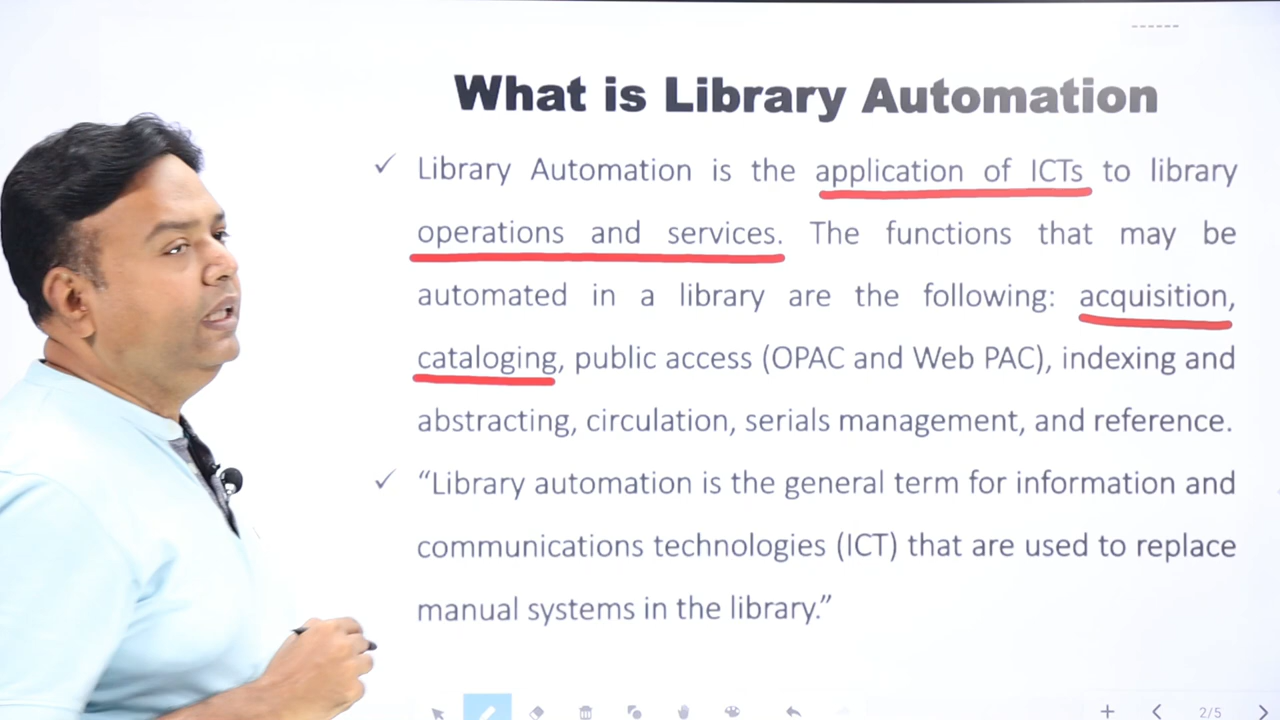 What is Library Automation
✓ Library Automation is the application of ICTs to library
operations and services. The functions that may be
automated in a library are the following: acquisition,
cataloging, public access (OPAC and Web PAC), indexing and
abstracting, circulation, serials management, and reference.
✓ “Library automation is the general term for information and
communications technologies (ICT) that are used to replace
manual systems in the library.”
2/5